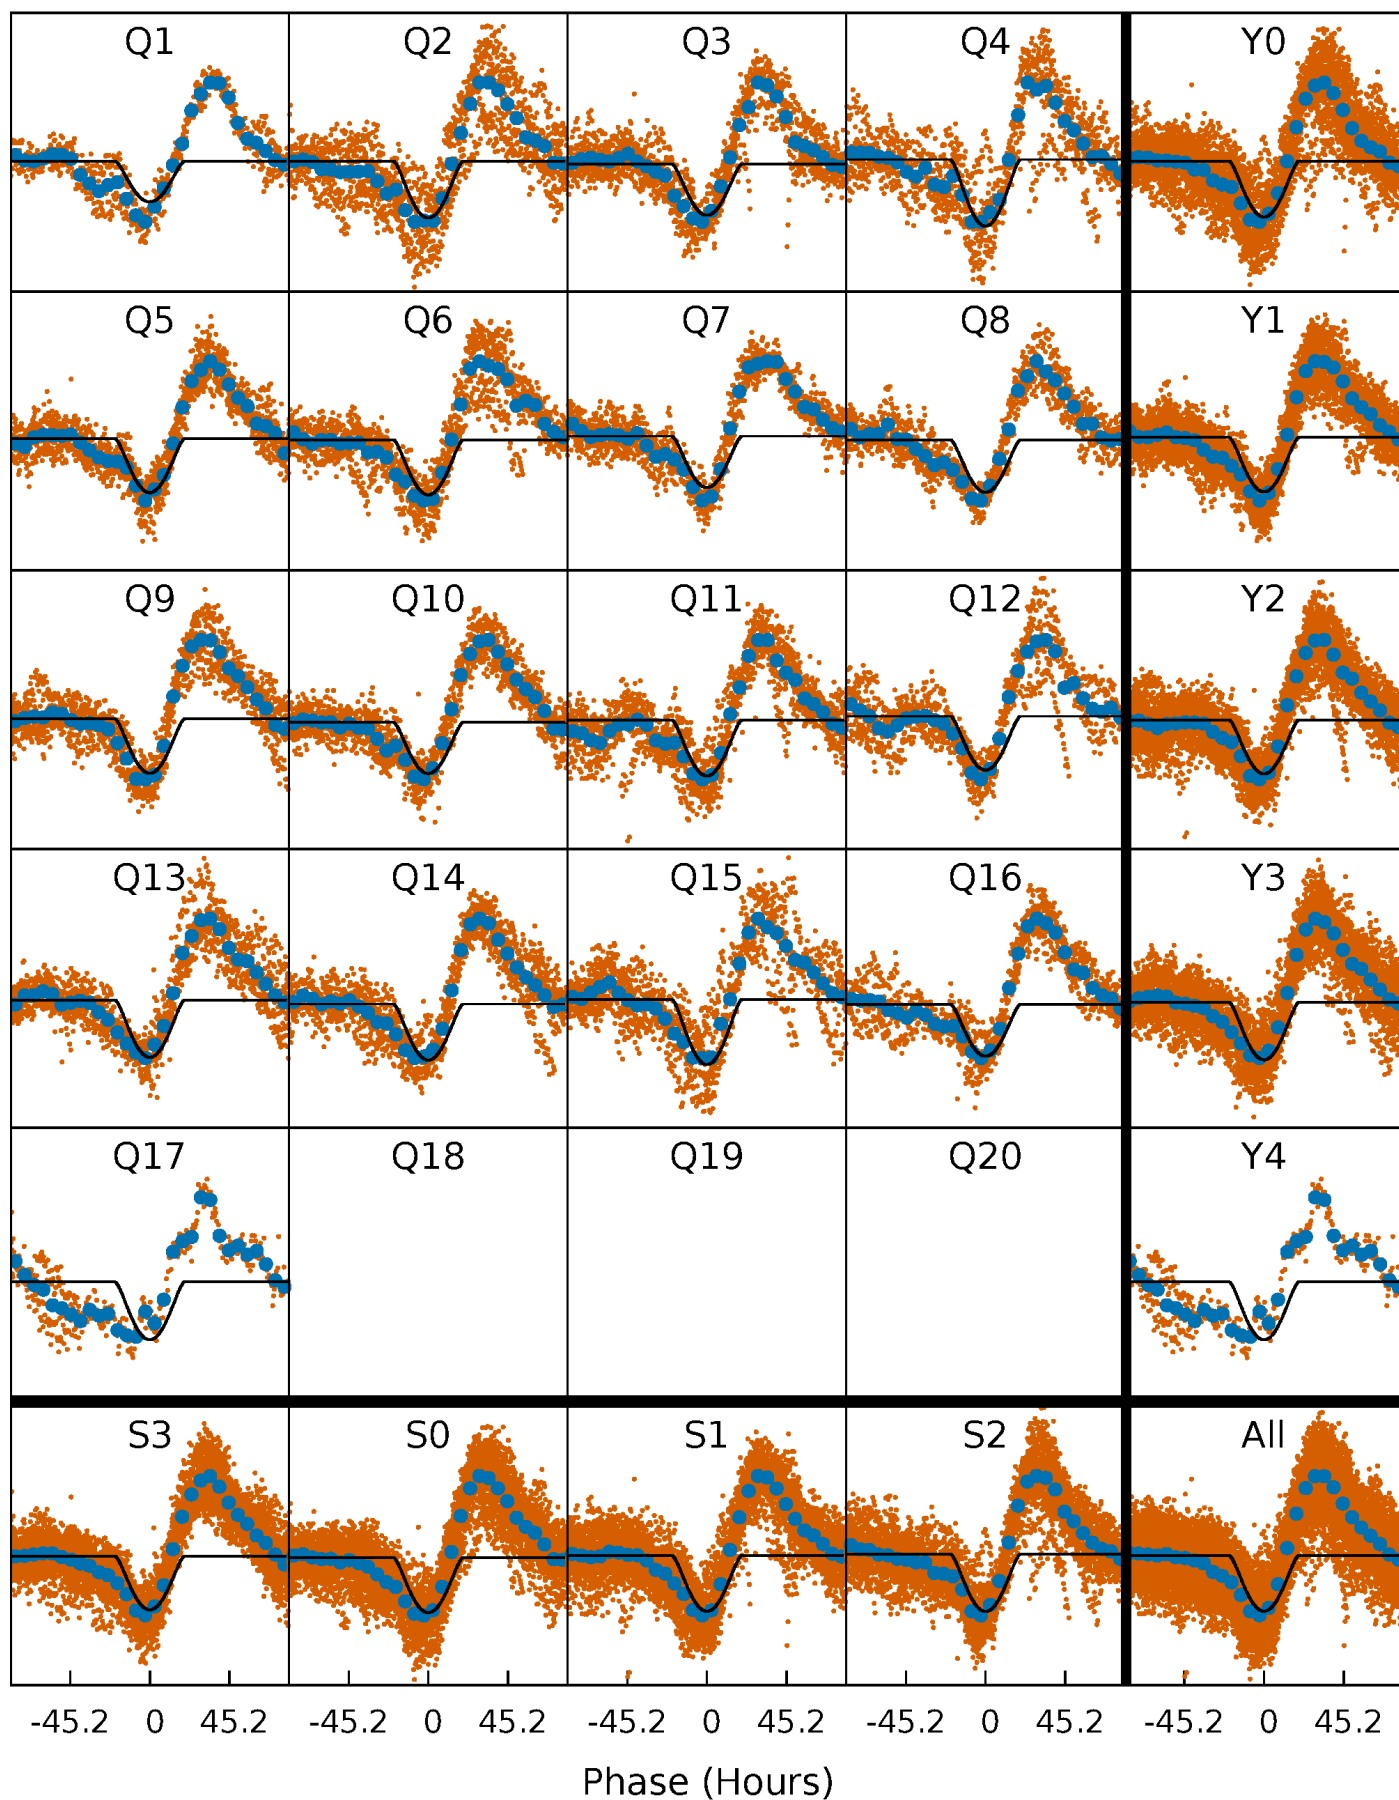 Q1 Q2 Q3 Q4 Y0
Q5 Q6 Q7 Q8 Y1
Q9 Q10 Q11 Q12 Y2
Q13 Q14 Q15 Q16 Y3
Q17 Q18 Q19 Q20 Y4
S3 S0 S1 S2 All
-45.2 0 45.2 -45.2 0 45.2 -45.2 0 45.2 -45.2 0 45.2 -45.2 0 45.2
Phase (Hours)